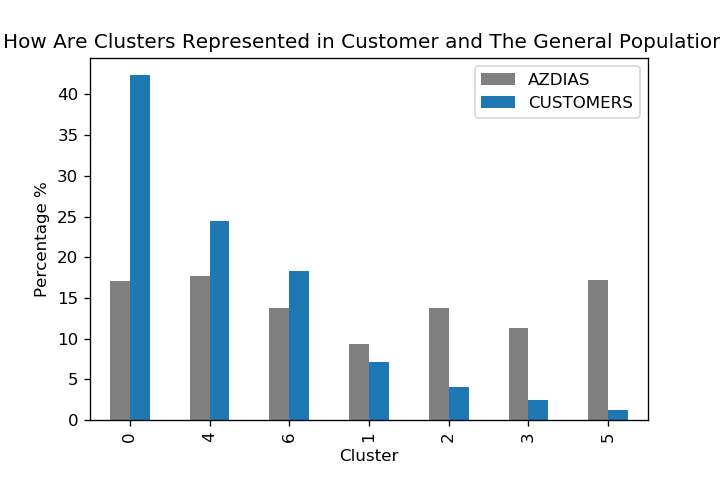 How Are Clusters Represented in Customer and The General Population
AZDIAS
CUSTOMERS
40
35
30
25
20
15
10
5
0
Percentage %
0 4 6 1 2 3 5
Cluster